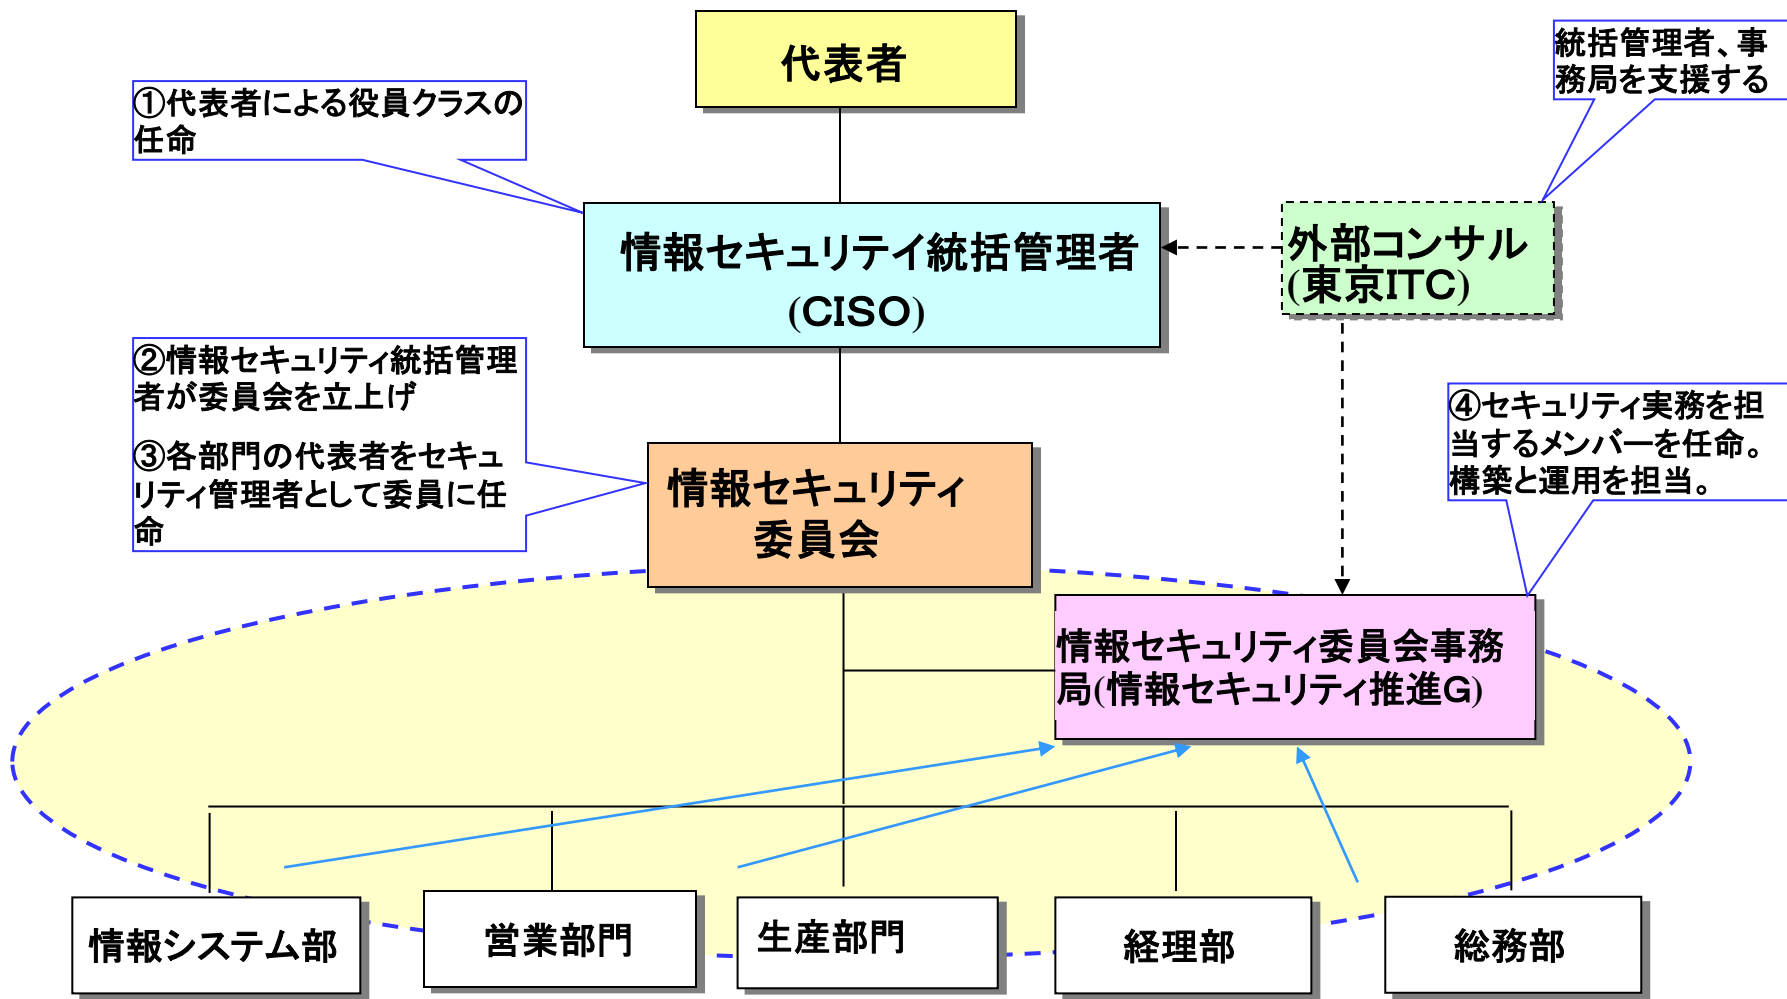 代表者
統括管理者、事
務局を支援する
①代表者による役員クラスの
任命
情報セキュリテイ統括管理者
(CISO)
外部コンサル
(東京ITC)
②情報セキュリティ統括管理
者が委員会を立上げ
③各部門の代表者をセキュ
リティ管理者として委員に任
命
④セキュリティ実務を担
当するメンバーを任命。
構築と運用を担当。
情報セキュリティ
委員会
情報セキュリティ委員会事務
局(情報セキュリティ推進G)
情報システム部
営業部門
生産部門
経理部
総務部